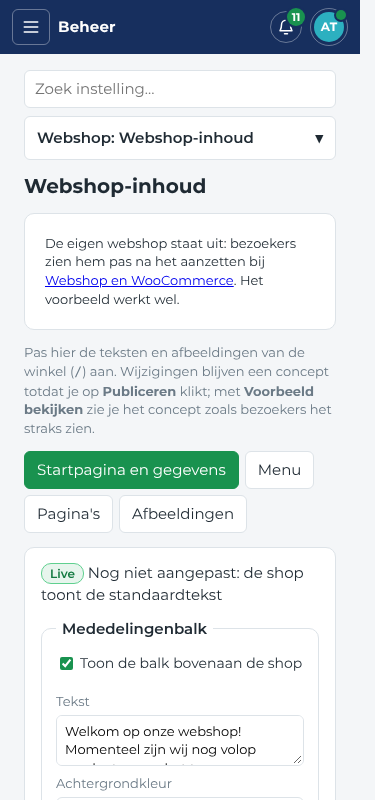 Beheer
11
AT
Zoek instelling...
Webshop: Webshop-inhoud
Webshop-inhoud
De eigen webshop staat uit: bezoekers
zien hem pas na het aanzetten bij
Webshop en WooCommerce. Het
voorbeeld werkt wel.
Pas hier de teksten en afbeeldingen van de
winkel (/) aan. Wijzigingen blijven een concept
totdat je op Publiceren klikt; met Voorbeeld
bekijken zie je het concept zoals bezoekers het
straks zien.
Startpagina en gegevens
Menu
Pagina's
Afbeeldingen
Live Nog niet aangepast: de shop
toont de standaardtekst
Mededelingenbalk
Toon de balk bovenaan de shop
Tekst
Welkom op onze webshop!
Momenteel zijn wij nog volop
Achtergrondkleur